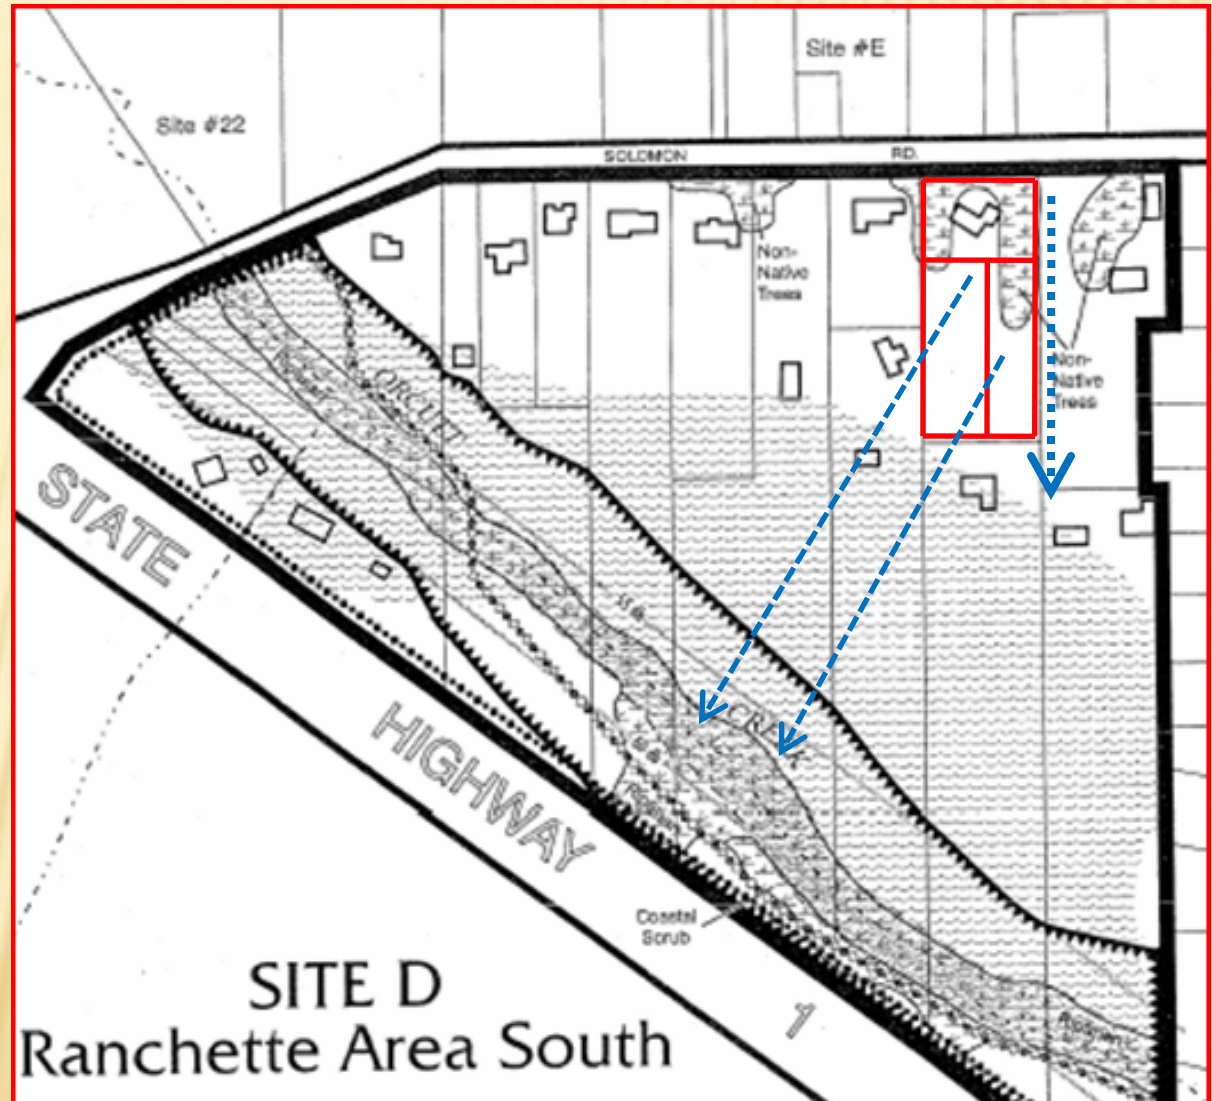 Site #E
Site #22
SOLOMON RD.
Non-
Native
Trees
Non-
Native
Trees
ORCUTT
STATE
CREEK
HIGHWAY
Coastal
Scrub
1
SITE D
Ranchette Area South